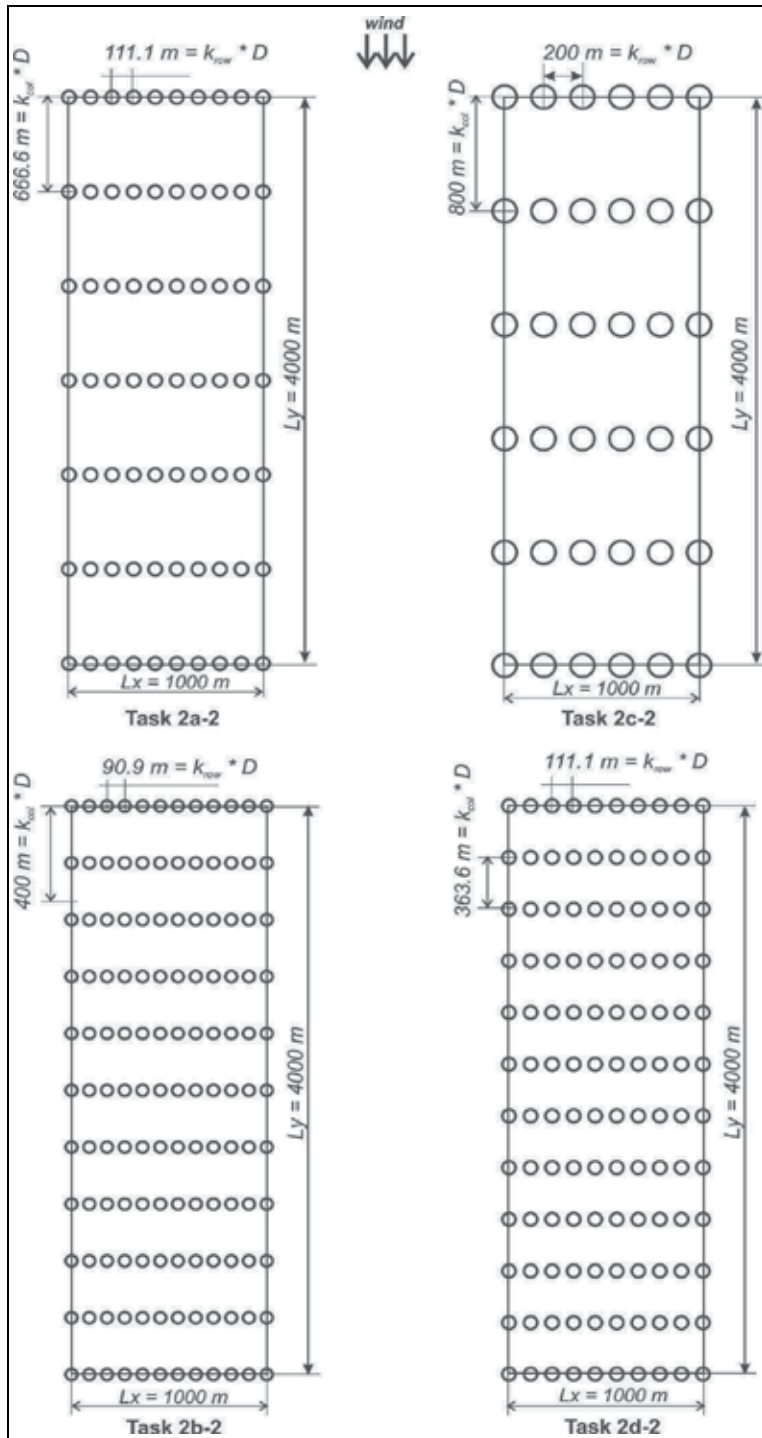 wind
111.1 m = k_row * D
666.6 m = k_col * D
Ly = 4000 m
Lx = 1000 m
Task 2a-2
200 m = k_row * D
800 m = k_col * D
Ly = 4000 m
Lx = 1000 m
Task 2c-2
90.9 m = k_row * D
400 m = k_col * D
Ly = 4000 m
Lx = 1000 m
Task 2b-2
111.1 m = k_row * D
363.6 m = k_col * D
Ly = 4000 m
Lx = 1000 m
Task 2d-2